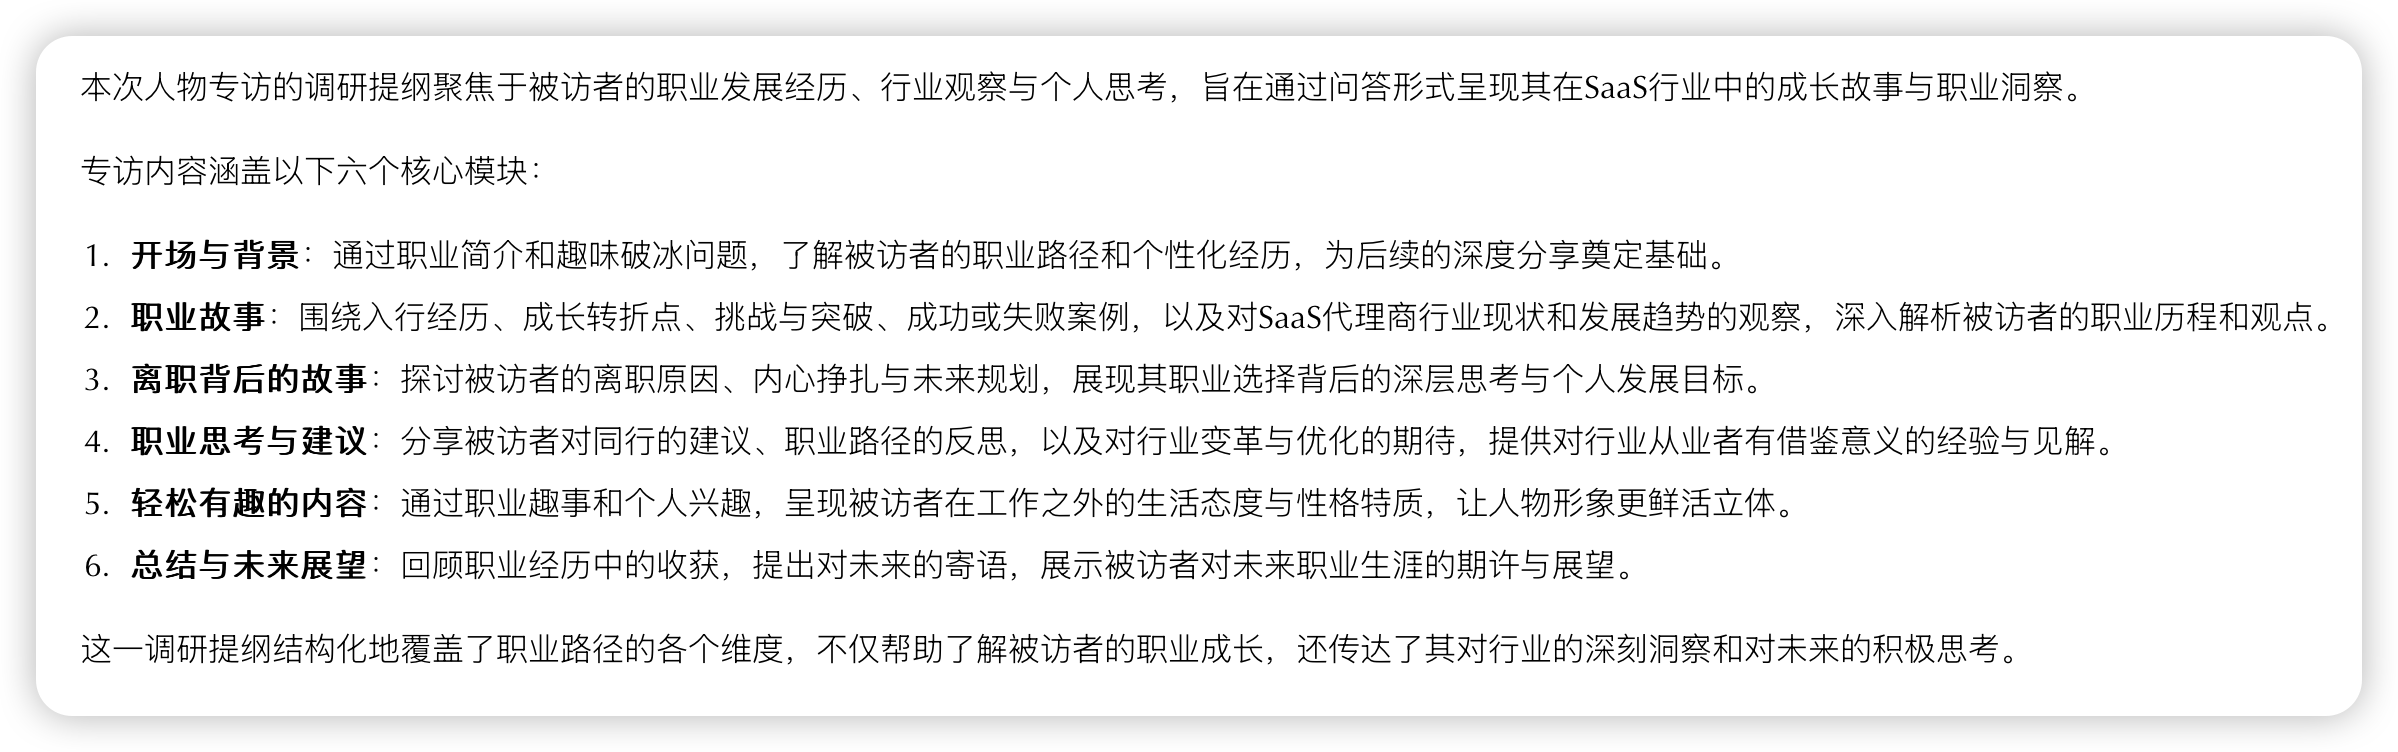 本次人物专访的调研提纲聚焦于被访者的职业发展经历、行业观察与个人思考，旨在通过问答形式呈现其在SaaS行业中的成长故事与职业洞察。
专访内容涵盖以下六个核心模块：
1. 开场与背景：通过职业简介和趣味破冰问题，了解被访者的职业路径和个性化经历，为后续的深度分享奠定基础。
2. 职业故事：围绕入行经历、成长转折点、挑战与突破、成功或失败案例，以及对SaaS代理商行业现状和发展趋势的观察，深入解析被访者的职业历程和观点。
3. 离职背后的故事：探讨被访者的离职原因、内心挣扎与未来规划，展现其职业选择背后的深层思考与个人发展目标。
4. 职业思考与建议：分享被访者对同行的建议、职业路径的反思，以及对行业变革与优化的期待，提供对行业从业者有借鉴意义的经验与见解。
5. 轻松有趣的内容：通过职业趣事和个人兴趣，呈现被访者在工作之外的生活态度与性格特质，让人物形象更鲜活立体。
6. 总结与未来展望：回顾职业经历中的收获，提出对未来的寄语，展示被访者对未来职业生涯的期许与展望。
这一调研提纲结构化地覆盖了职业路径的各个维度，不仅帮助了解被访者的职业成长，还传达了其对行业的深刻洞察和对未来的积极思考。